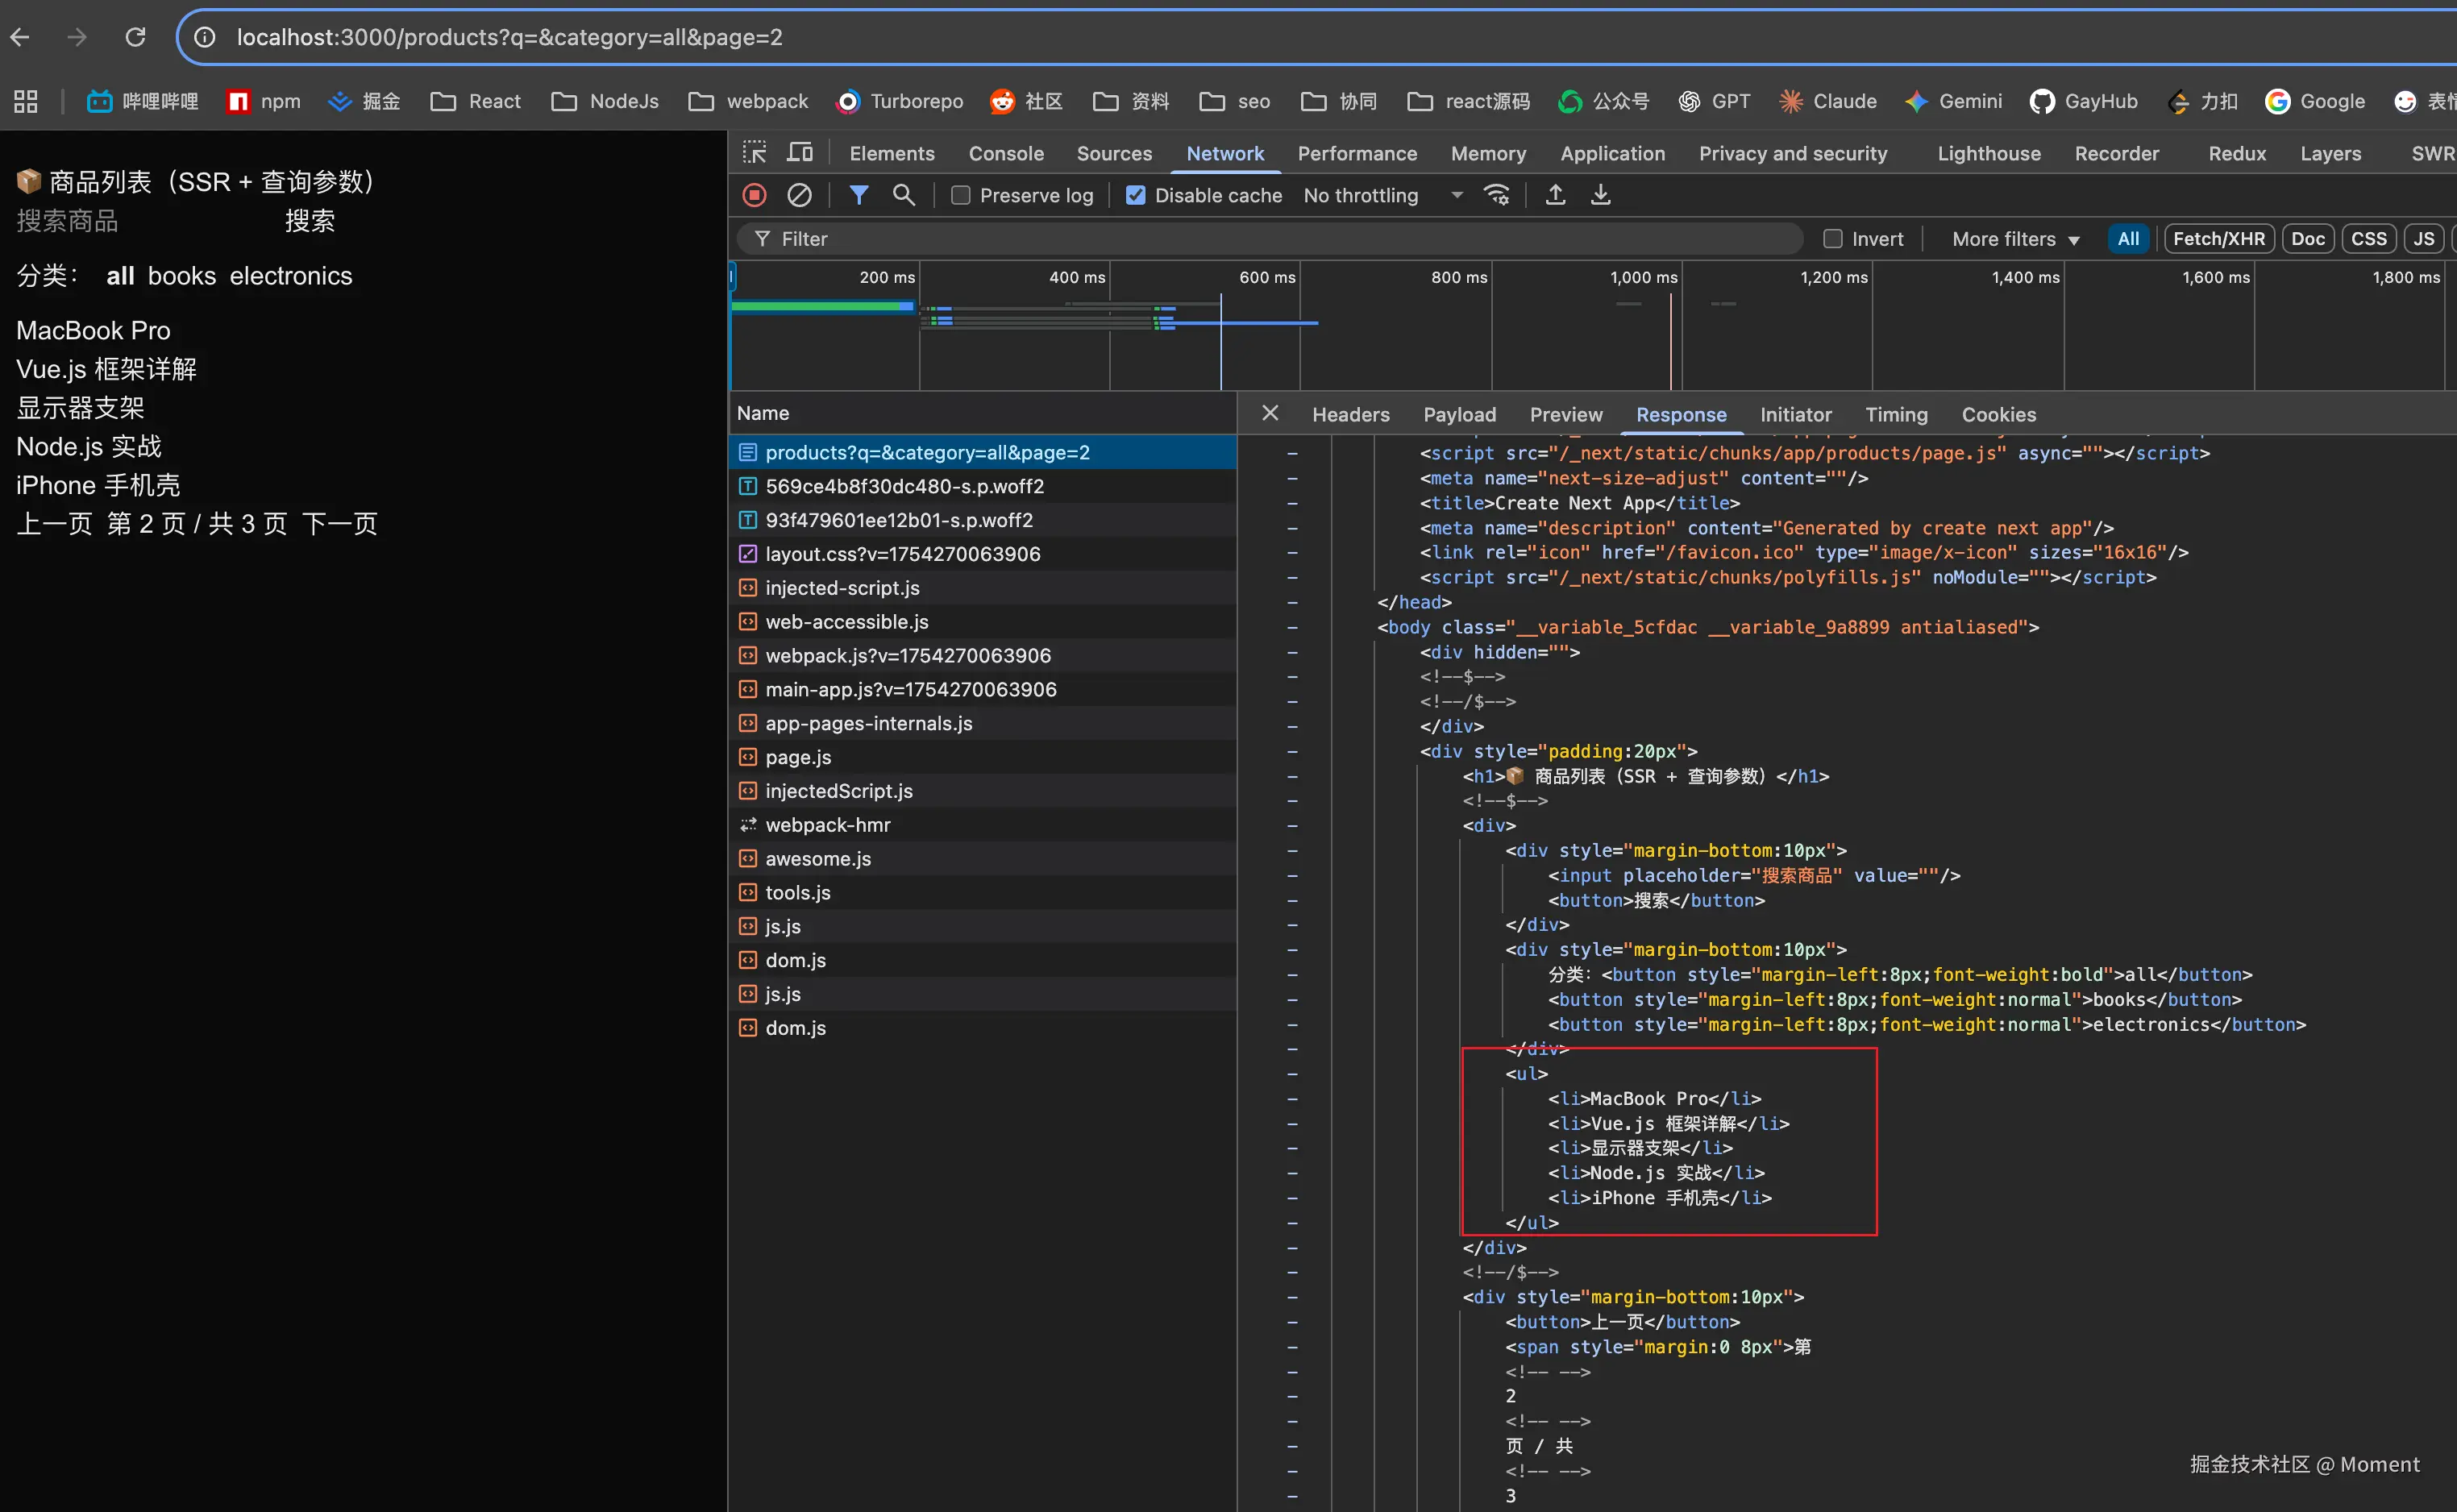 localhost:3000/products?q=&category=all&page=2
哔哩哔哩 npm 掘金 React NodeJs webpack Turborepo 社区 资料 seo 协同 react源码 公众号 GPT Claude Gemini GayHub 力扣 Google
📦 商品列表（SSR + 查询参数）
搜索商品 搜索
分类： all books electronics
MacBook Pro
Vue.js 框架详解
显示器支架
Node.js 实战
iPhone 手机壳
上一页 第 2 页 / 共 3 页 下一页
Elements Console Sources Network Performance Memory Application Privacy and security Lighthouse Recorder Redux Layers SWR
Preserve log Disable cache No throttling
Filter Invert More filters All Fetch/XHR Doc CSS JS
200 ms 400 ms 600 ms 800 ms 1,000 ms 1,200 ms 1,400 ms 1,600 ms 1,800 ms
Name
products?q=&category=all&page=2
569ce4b8f30dc480-s.p.woff2
93f479601ee12b01-s.p.woff2
layout.css?v=1754270063906
injected-script.js
web-accessible.js
webpack.js?v=1754270063906
main-app.js?v=1754270063906
app-pages-internals.js
page.js
injectedScript.js
webpack-hmr
awesome.js
tools.js
js.js
dom.js
js.js
dom.js
Headers Payload Preview Response Initiator Timing Cookies
<script src="/_next/static/chunks/app/products/page.js" async=""></script>
<meta name="next-size-adjust" content=""/>
<title>Create Next App</title>
<meta name="description" content="Generated by create next app"/>
<link rel="icon" href="/favicon.ico" type="image/x-icon" sizes="16x16"/>
<script src="/_next/static/chunks/polyfills.js" noModule=""></script>
</head>
<body class="__variable_5cfdac __variable_9a8899 antialiased">
<div hidden="">
<!--$-->
<!--/$-->
</div>
<div style="padding:20px">
<h1>📦 商品列表（SSR + 查询参数）</h1>
<!--$-->
<div>
<div style="margin-bottom:10px">
<input placeholder="搜索商品" value=""/>
<button>搜索</button>
</div>
<div style="margin-bottom:10px">
分类：<button style="margin-left:8px;font-weight:bold">all</button>
<button style="margin-left:8px;font-weight:normal">books</button>
<button style="margin-left:8px;font-weight:normal">electronics</button>
</div>
<ul>
<li>MacBook Pro</li>
<li>Vue.js 框架详解</li>
<li>显示器支架</li>
<li>Node.js 实战</li>
<li>iPhone 手机壳</li>
</ul>
</div>
<!--/$-->
<div style="margin-bottom:10px">
<button>上一页</button>
<span style="margin:0 8px">第
<!-- -->
2
<!-- -->
页 / 共
<!-- -->
3
掘金技术社区 @ Moment